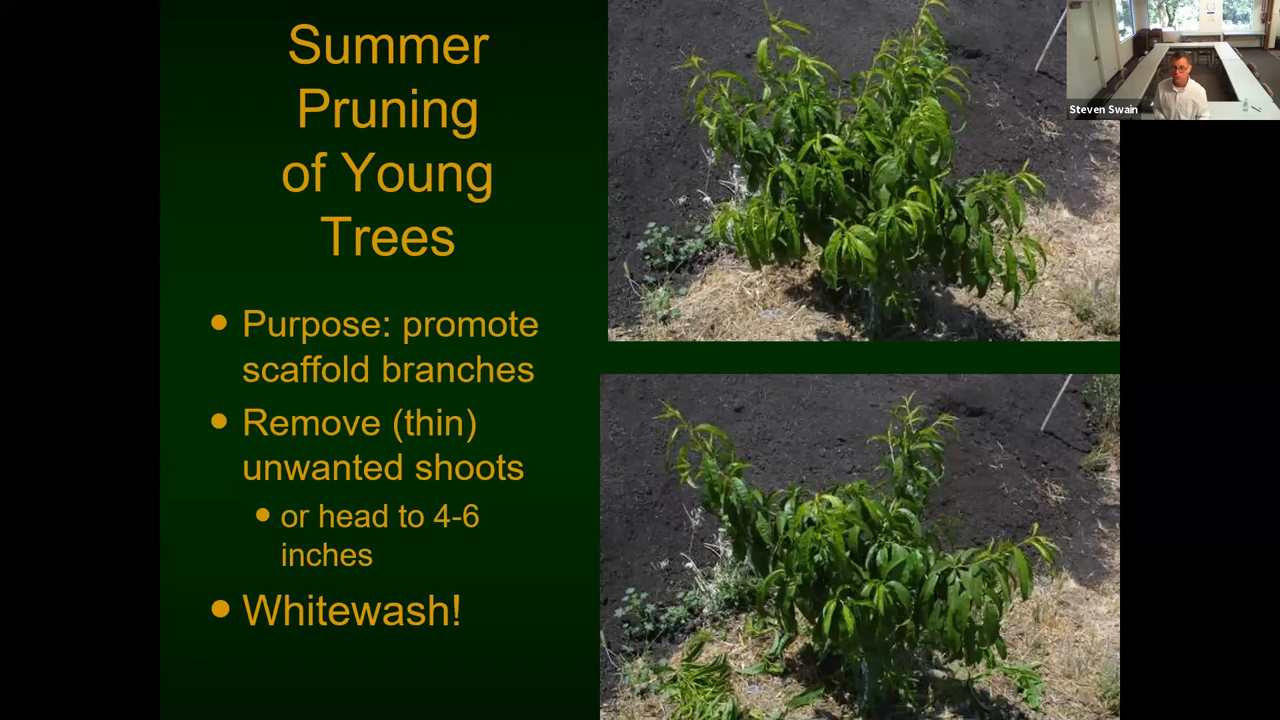 Summer
Pruning
of Young
Trees
Purpose: promote
scaffold branches
Remove (thin)
unwanted shoots
or head to 4-6
inches
Whitewash!
Steven Swain